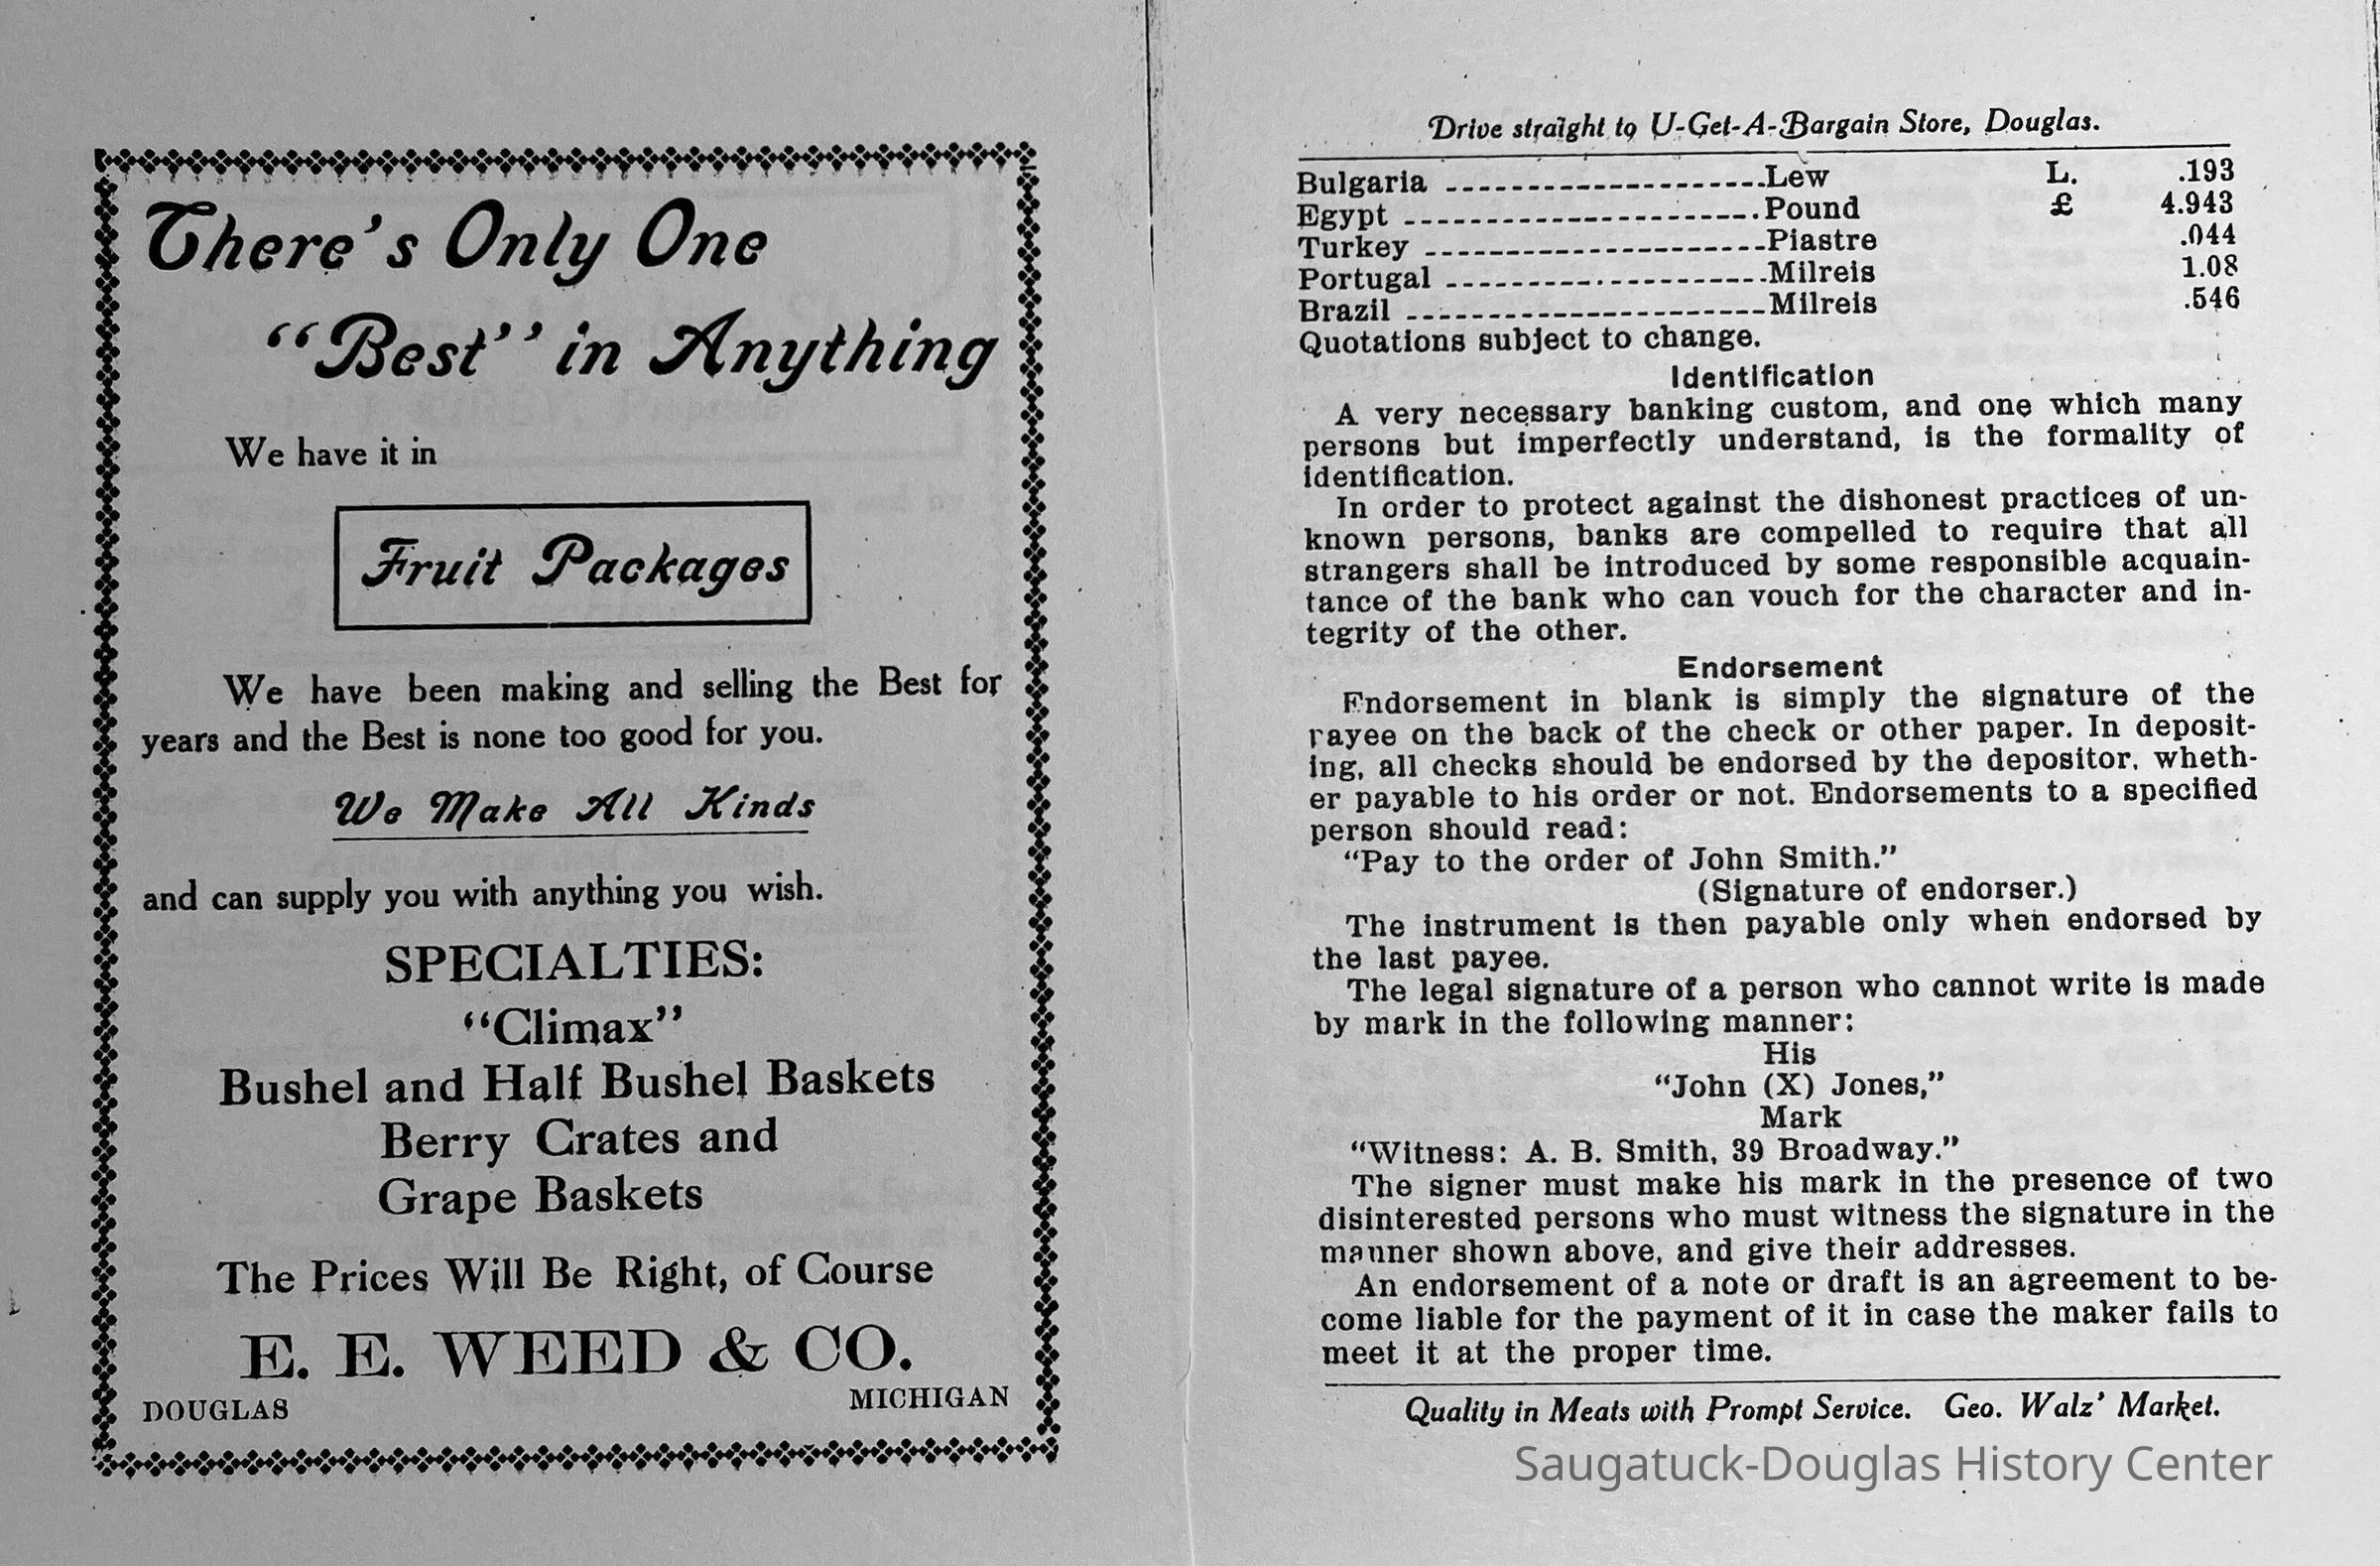 There's Only One
"Best" in Anything
We have it in
Fruit Packages
We have been making and selling the Best for
years and the Best is none too good for you.
We Make All Kinds
and can supply you with anything you wish.
SPECIALTIES:
"Climax"
Bushel and Half Bushel Baskets
Berry Crates and
Grape Baskets
The Prices Will Be Right, of Course
E. E. WEED & CO.
DOUGLAS MICHIGAN
Drive straight to U-Get-A-Bargain Store, Douglas.
Bulgaria --------------------Lew L. .193
Egypt ----------------------Pound £ 4.943
Turkey ---------------------Piastre .044
Portugal --------------------Milreis 1.08
Brazil ----------------------Milreis .546
Quotations subject to change.
Identification
A very necessary banking custom, and one which many
persons but imperfectly understand, is the formality of
identification.
In order to protect against the dishonest practices of un-
known persons, banks are compelled to require that all
strangers shall be introduced by some responsible acquain-
tance of the bank who can vouch for the character and in-
tegrity of the other.
Endorsement
Endorsement in blank is simply the signature of the
rayee on the back of the check or other paper. In deposit-
ing, all checks should be endorsed by the depositor, wheth-
er payable to his order or not. Endorsements to a specified
person should read:
"Pay to the order of John Smith."
(Signature of endorser.)
The instrument is then payable only when endorsed by
the last payee.
The legal signature of a person who cannot write is made
by mark in the following manner:
His
"John (X) Jones,"
Mark
"Witness: A. B. Smith, 39 Broadway."
The signer must make his mark in the presence of two
disinterested persons who must witness the signature in the
manner shown above, and give their addresses.
An endorsement of a note or draft is an agreement to be-
come liable for the payment of it in case the maker fails to
meet it at the proper time.
Quality in Meats with Prompt Service. Geo. Walz' Market.
Saugatuck-Douglas History Center